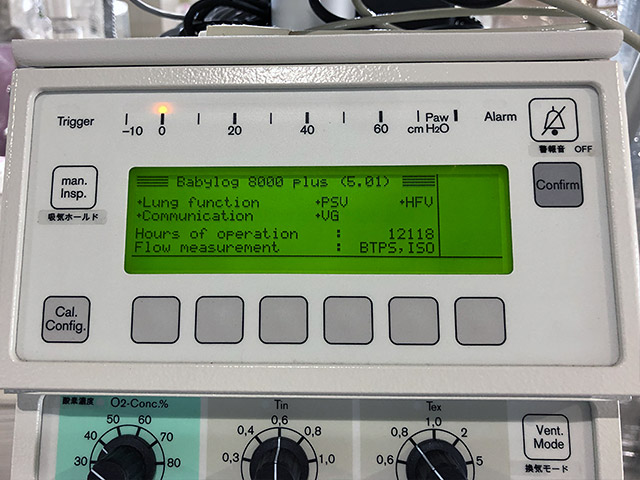 Trigger
-10 0 20 40 60 Paw
cm H2O
Alarm
警報音 OFF
man.
Insp.
吸気ホールド
Confirm
Babylog 8000 plus (5.01)
+Lung function +PSV +HFV
+Communication +VG
Hours of operation : 12118
Flow measurement : BTPS,ISO
Cal.
Config.
酸素濃度 O2-Conc.%
30 40 50 60 70 80
Tin
0,3 0,4 0,6 0,8 1,0
Tex
0,6 0,8 1,0 2 5
Vent.
Mode
換気モード